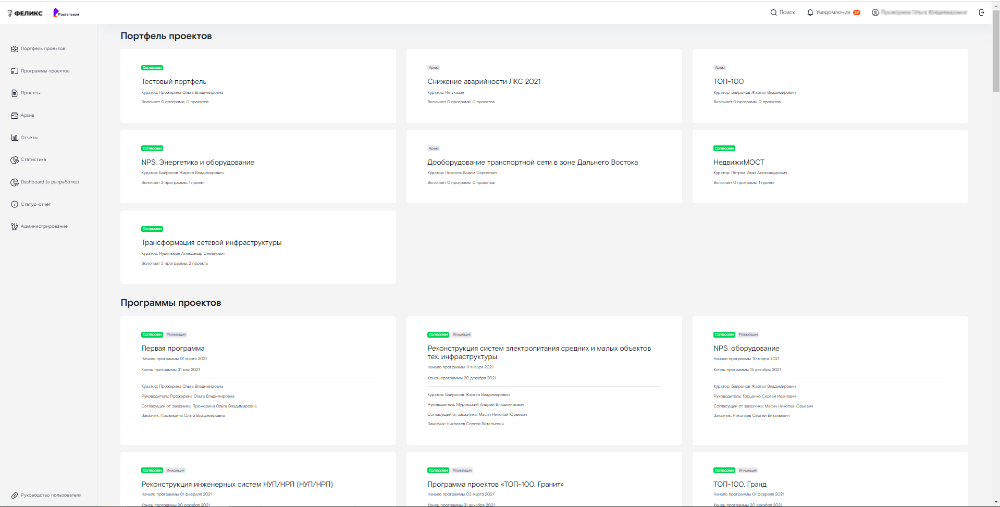 ФЕЛИКС
Ростелеком
Поиск
Уведомления 17
Портфель проектов
Программы проектов
Проекты
Архив
Отчеты
Статистика
Dashboard (в разработке)
Статус-отчет
Администрирование
Руководство пользователя
Портфель проектов
Согласован
Тестовый портфель
Куратор: Прожерина Ольга Владимировна
Включает 0 программ, 0 проектов
Архив
Снижение аварийности ЛКС 2021
Куратор: Не указан
Включает 0 программ, 0 проектов
Архив
ТОП-100
Куратор: Байронов Жаргал Владимирович
Включает 0 программ, 0 проектов
Согласован
NPS_Энергетика и оборудование
Куратор: Байронов Жаргал Владимирович
Включает 2 программы, 1 проект
Архив
Дооборудование транспортной сети в зоне Дальнего Востока
Куратор: Никонов Вадим Сергеевич
Включает 0 программ, 0 проектов
Согласован
НедвижиМОСТ
Куратор: Петров Иван Александрович
Включает 0 программ, 1 проект
Согласован
Трансформация сетевой инфраструктуры
Куратор: Нудельман Александр Семенович
Включает 3 программы, 2 проекта
Программы проектов
Согласован Реализация
Первая программа
Начало программы 01 марта 2021
Конец программы 31 мая 2021
Куратор: Прожерина Ольга Владимировна
Руководитель: Прожерина Ольга Владимировна
Согласущий от заказчика: Прожерина Ольга Владимировна
Заказчик: Прожерина Ольга Владимировна
Согласован Инициация
Реконструкция систем электропитания средних и малых объектов
тех. инфраструктуры
Начало программы 11 января 2021
Конец программы 20 декабря 2021
Куратор: Байронов Жаргал Владимирович
Руководитель: Муромский Андрей Владимирович
Согласущий от заказчика: Масич Николай Юрьевич
Заказчик: Николаев Сергей Витальевич
Согласован Реализация
NPS_оборудование
Начало программы 10 марта 2021
Конец программы 15 декабря 2021
Куратор: Байронов Жаргал Владимирович
Руководитель: Троценко Сергей Иванович
Согласущий от заказчика: Масич Николай Юрьевич
Заказчик: Николаев Сергей Витальевич
Согласован Инициация
Реконструкция инженерных систем НУП/НРП (НУП/НРП)
Начало программы 01 февраля 2021
Конец программы 20 декабря 2021
Согласован Реализация
Программа проектов «ТОП-100. Гранит»
Начало программы 03 марта 2021
Конец программы 31 декабря 2021
Согласован Инициация
ТОП-100. Гранд
Начало программы 01 февраля 2021
Конец программы 20 декабря 2021